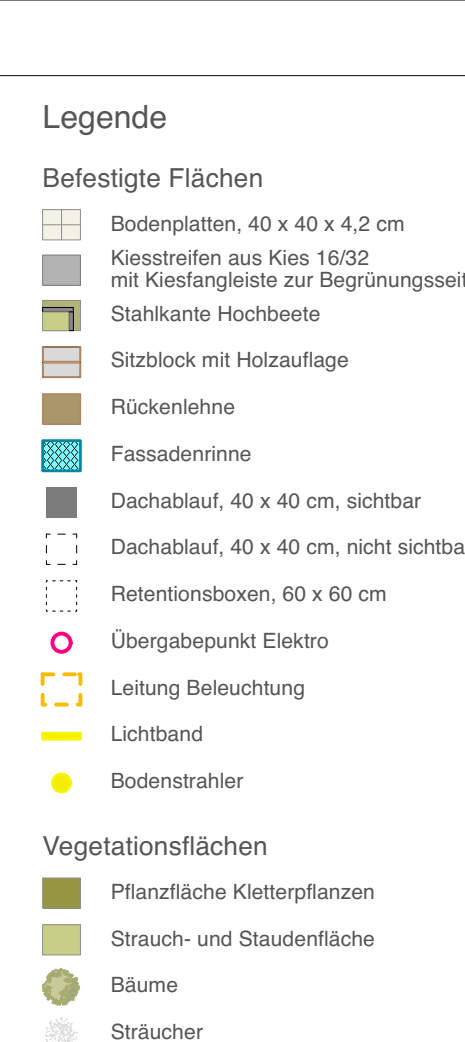 Legende
Befestigte Flächen
Bodenplatten, 40 x 40 x 4,2 cm
Kiesstreifen aus Kies 16/32
mit Kiesfangleiste zur Begrünungsseit
Stahlkante Hochbeete
Sitzblock mit Holzauflage
Rückenlehne
Fassadenrinne
Dachablauf, 40 x 40 cm, sichtbar
Dachablauf, 40 x 40 cm, nicht sichtba
Retentionsboxen, 60 x 60 cm
Übergabepunkt Elektro
Leitung Beleuchtung
Lichtband
Bodenstrahler
Vegetationsflächen
Pflanzfläche Kletterpflanzen
Strauch- und Staudenfläche
Bäume
Sträucher